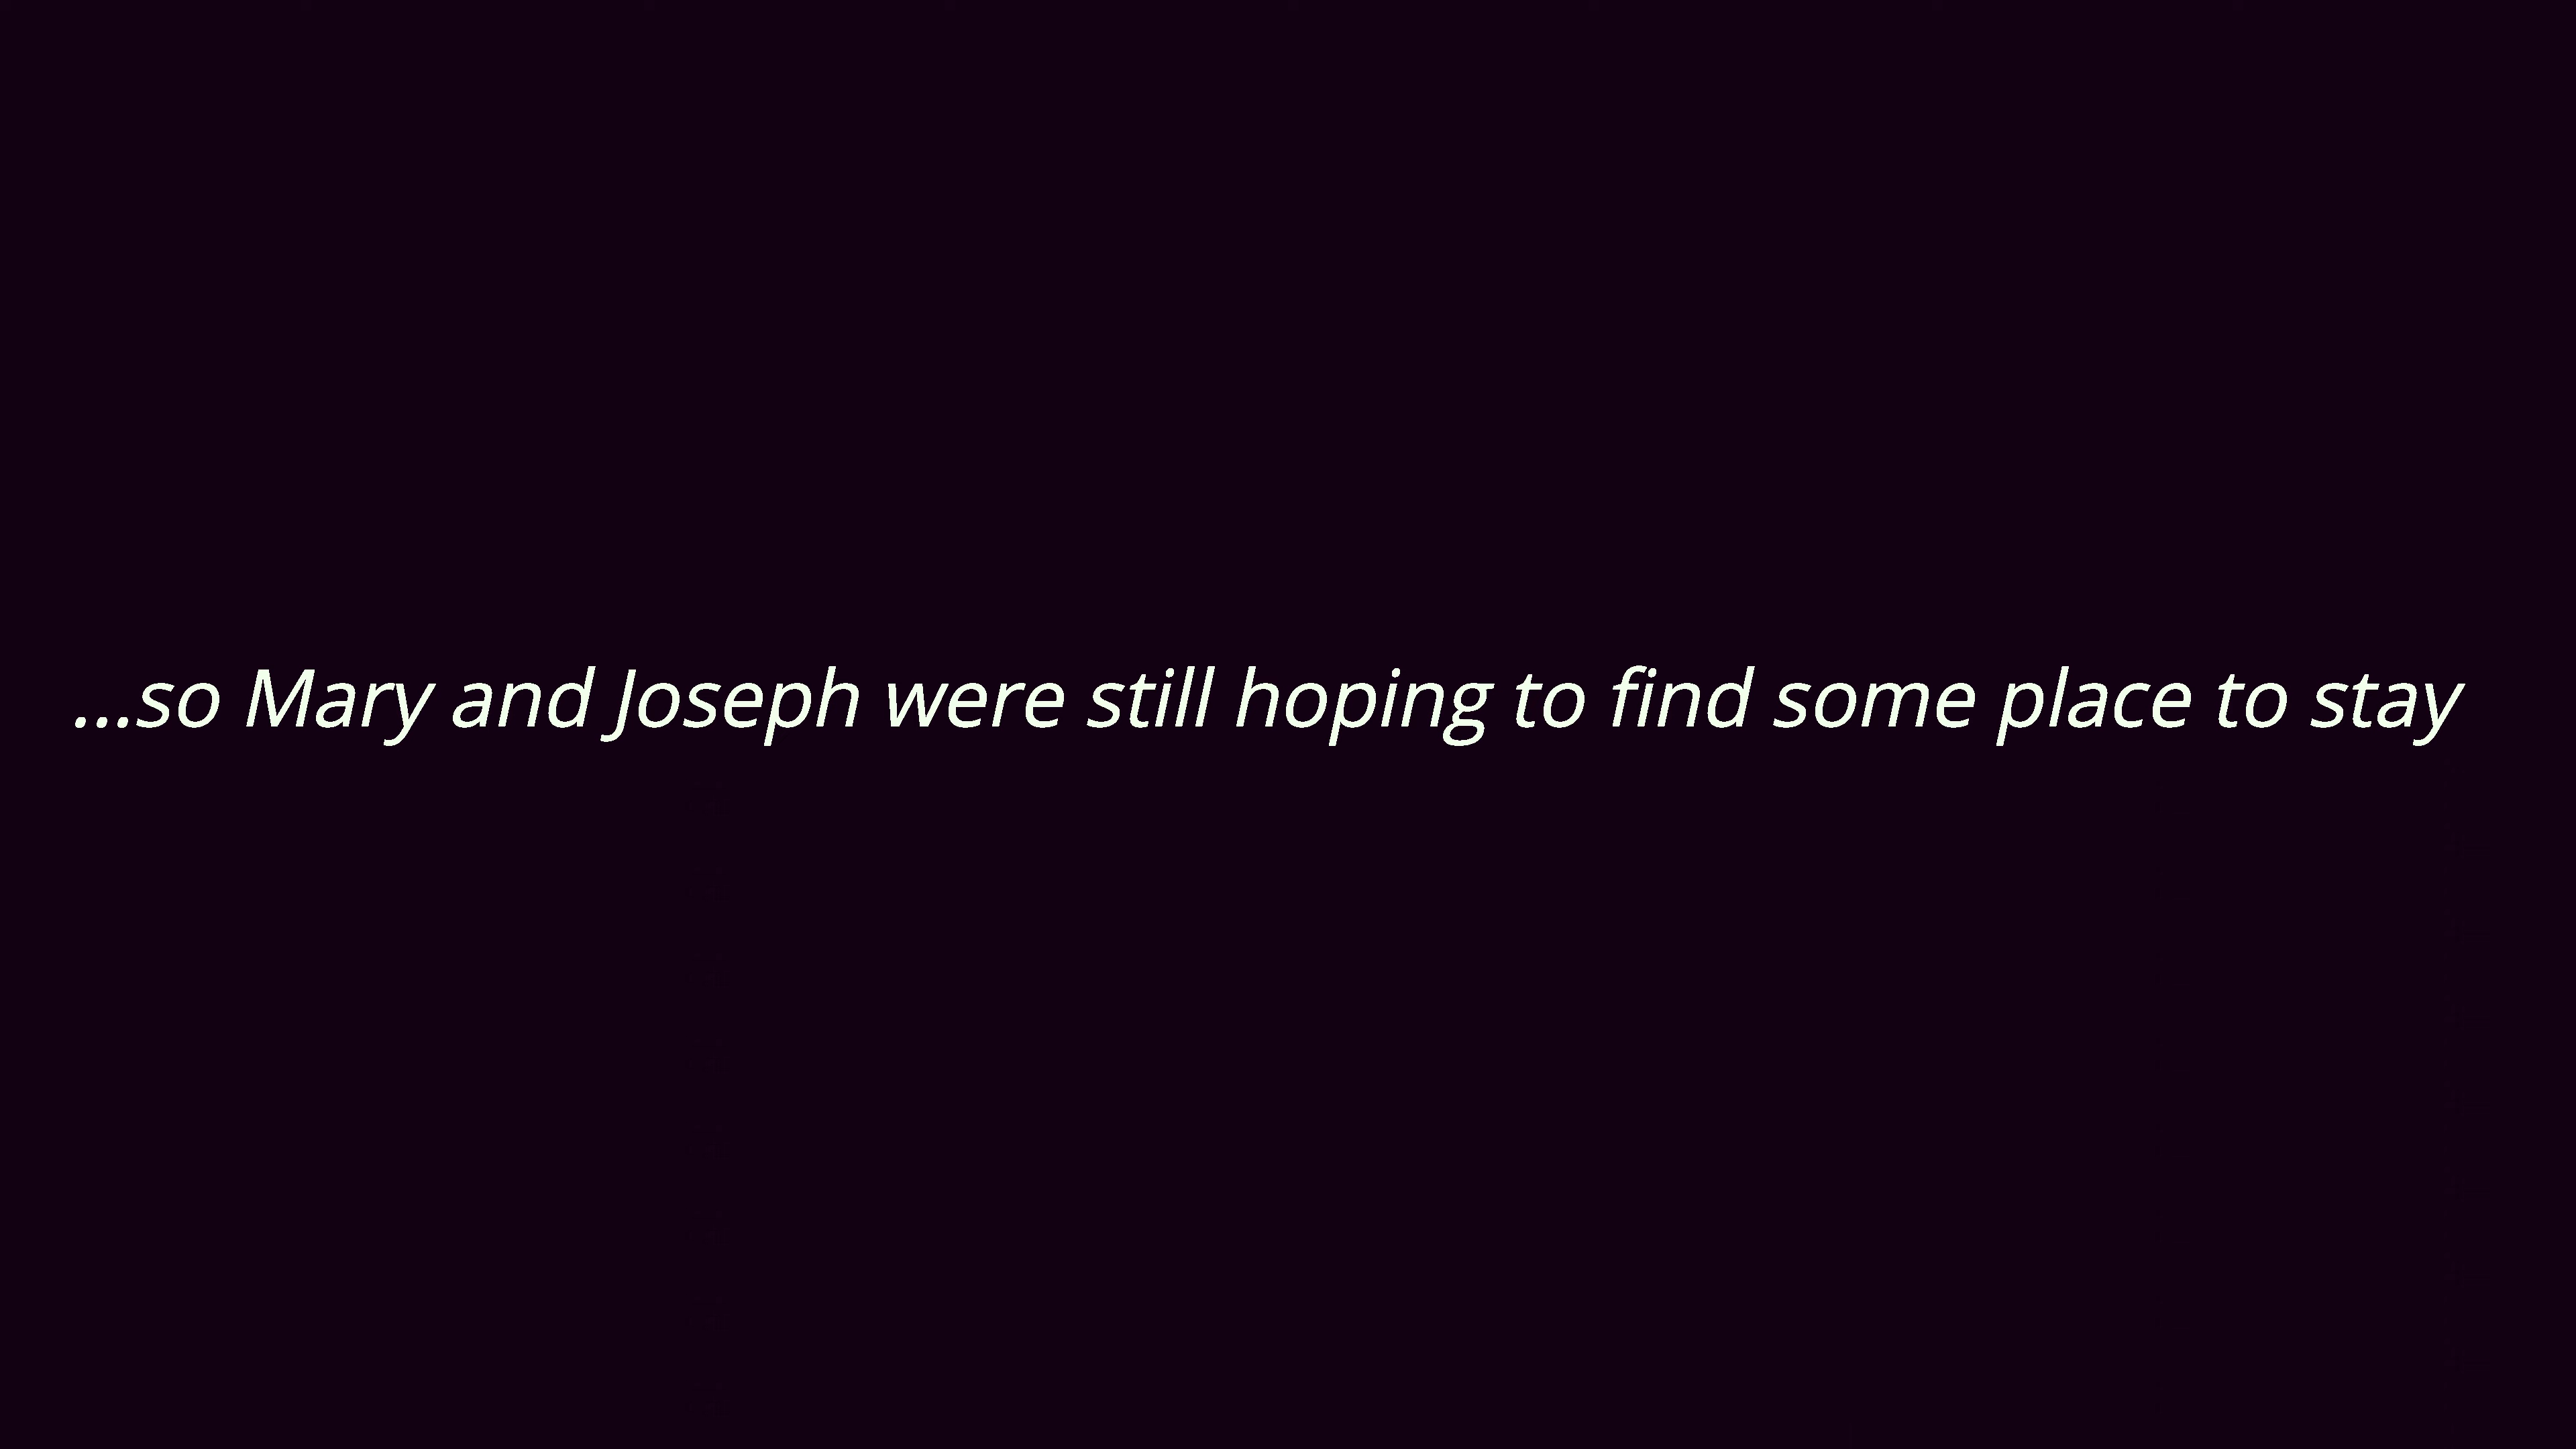 ...so Mary and Joseph were still hoping to find some place to stay